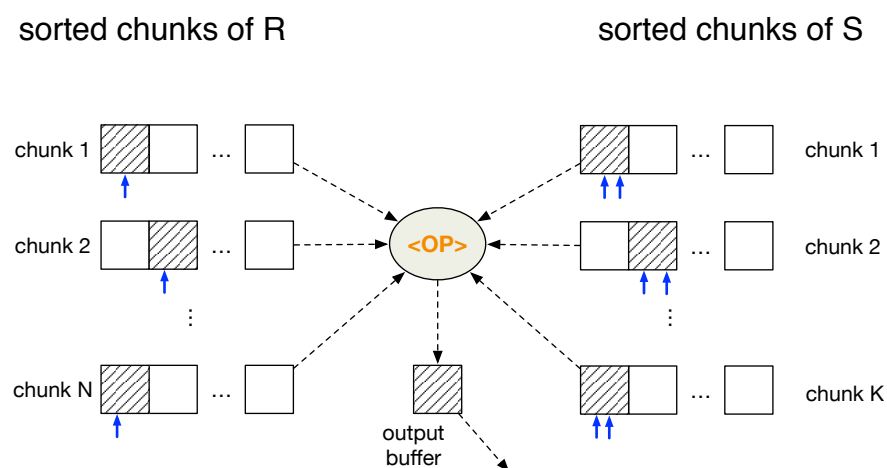 sorted chunks of R
sorted chunks of S
chunk 1
...
...
chunk 1
chunk 2
...
<OP>
...
chunk 2
...
...
chunk N
...
...
chunk K
output
buffer